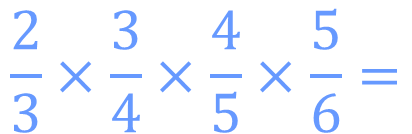 2/3 × 3/4 × 4/5 × 5/6 =